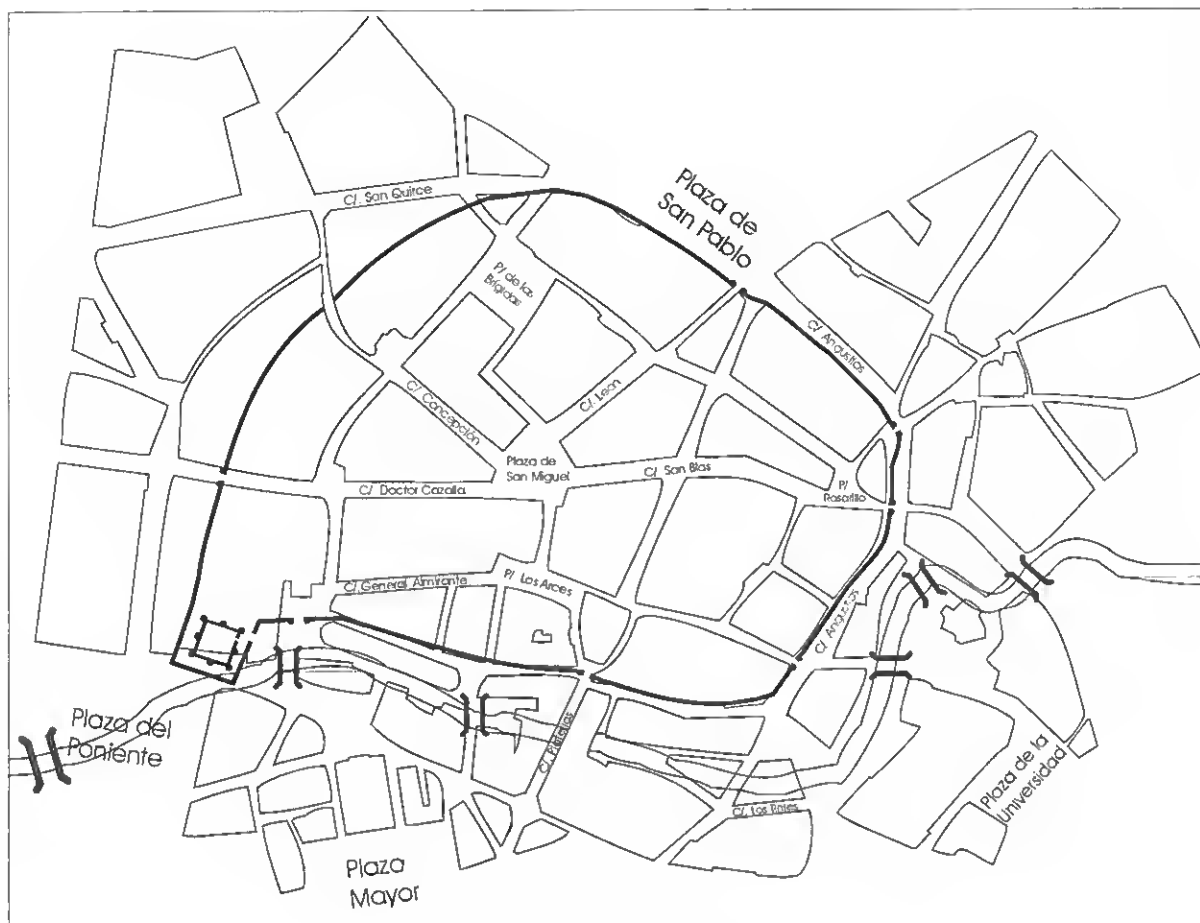 C/. San Quirce
Plaza de
San Pablo
P/ de las
Brígidas
C/ Angustias
C/ Concepción
C/. León
Plaza de
San Miguel
C/. San Blas
P/
Rosarillo
C/ Doctor Cazalla
C/.General Almirante
P/. Los Arces
C/ Angustias
Plaza del
Poniente
C/. Platerías
Plaza de la
Universidad
C/. Los
Plaza
Mayor